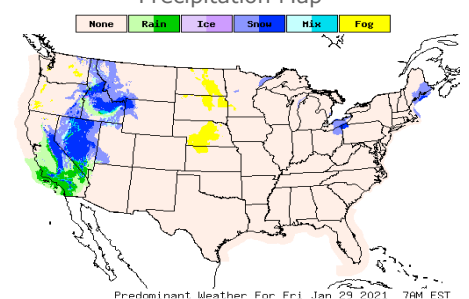 Precipitation Map
None Rain Ice Snow Mix Fog
Predominant Weather For Fri Jan 29 2021 7AM EST